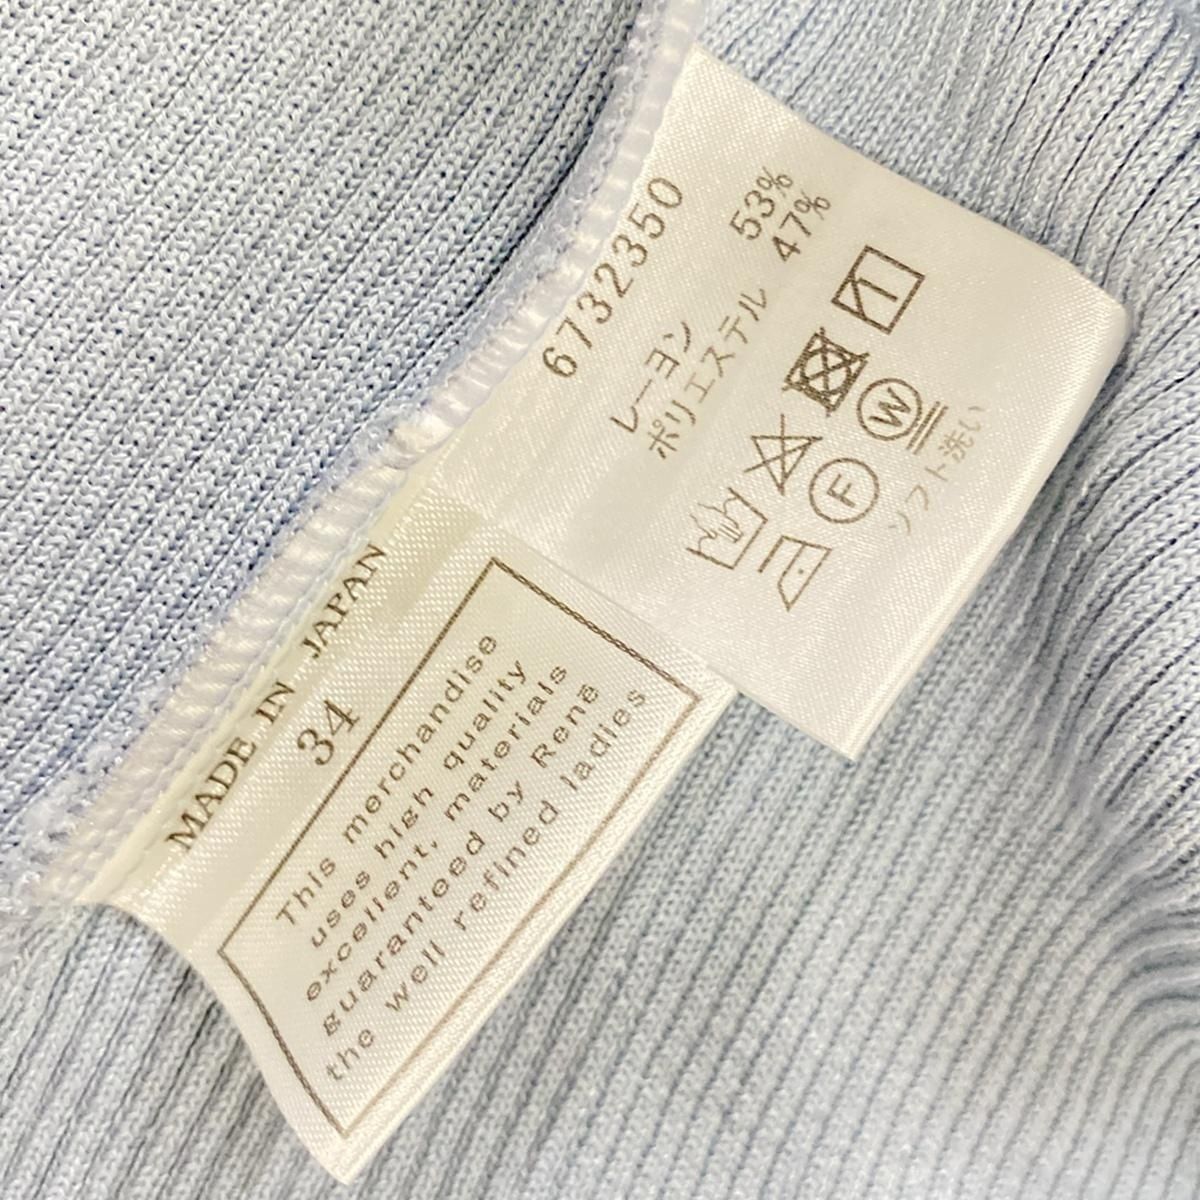 6732350
レーヨン 53%
ポリエステル 47%
F
W
ソフト洗い
MADE IN JAPAN
34
This merchandise
uses high quality
excellent, materials
guaranteed by René
the well refined ladies